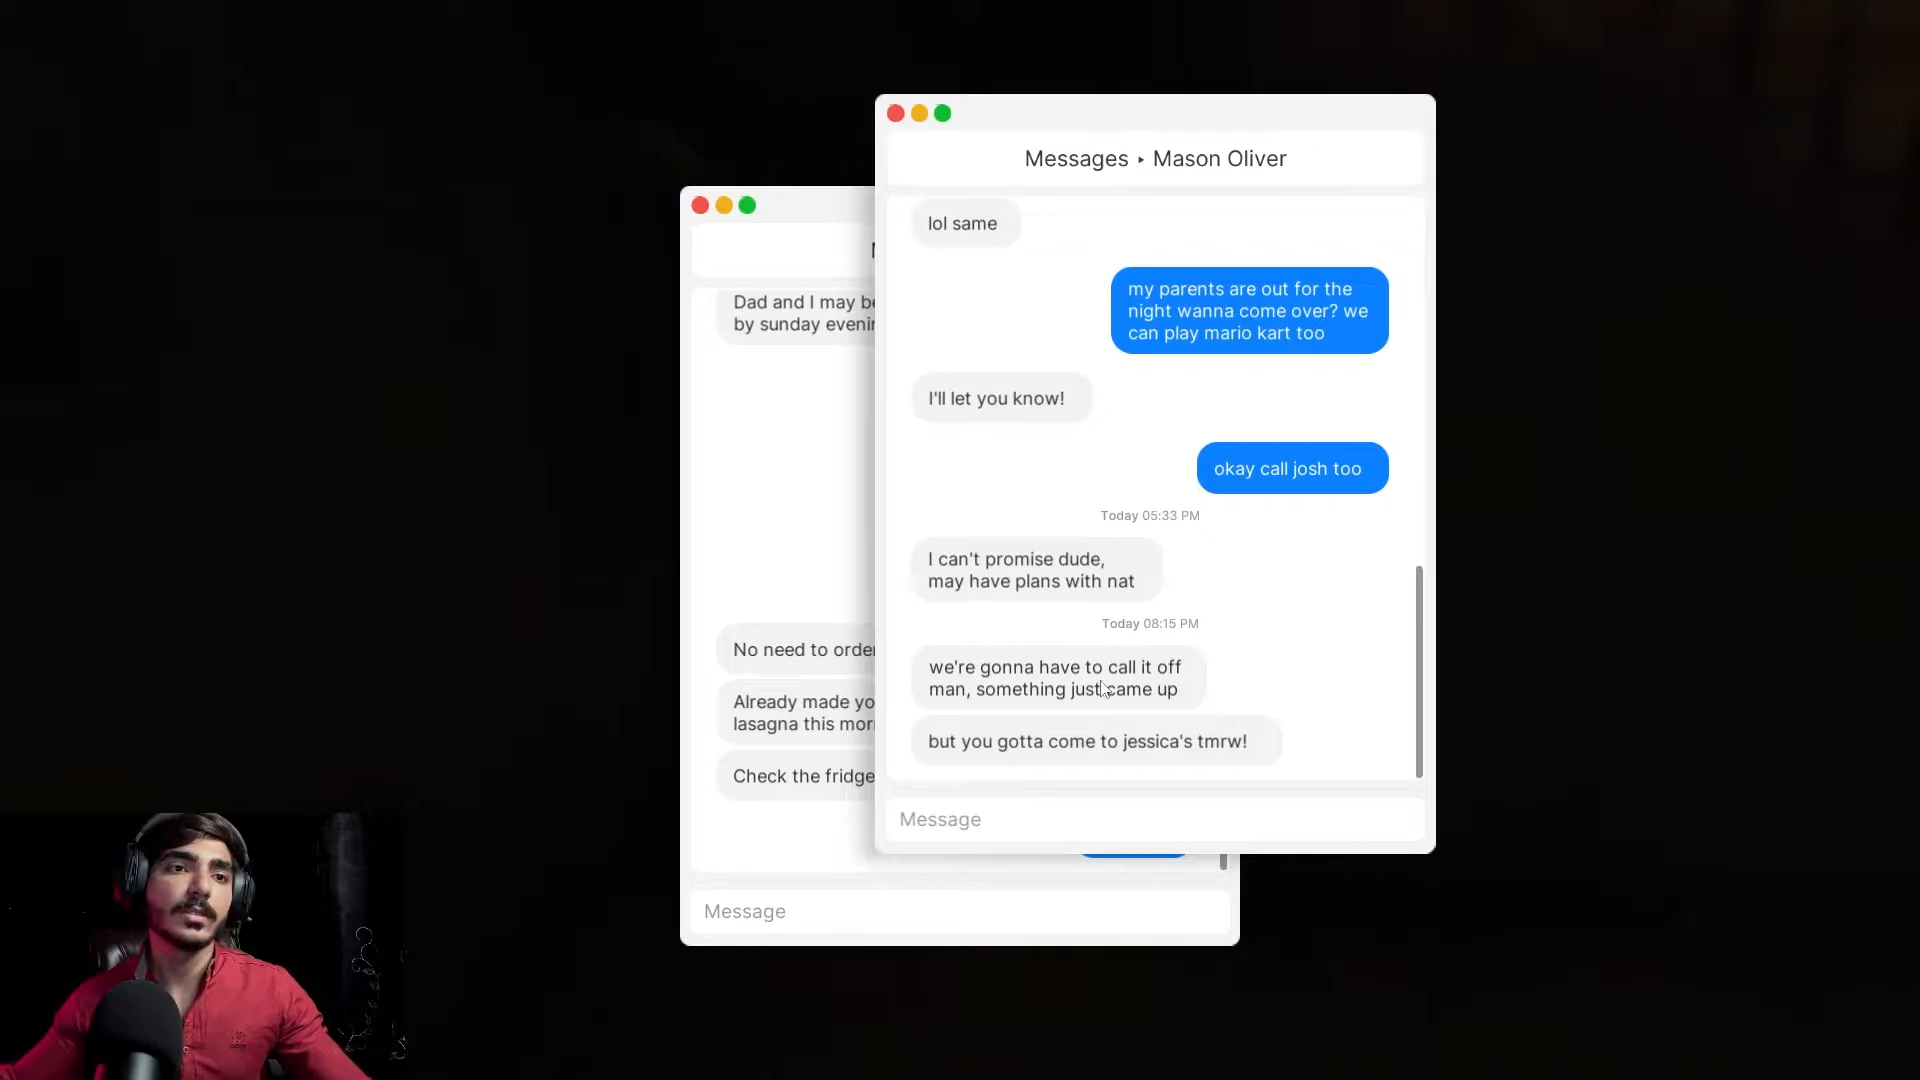 Messages ▸ Mason Oliver
lol same
my parents are out for the
night wanna come over? we
can play mario kart too
I'll let you know!
okay call josh too
Today 05:33 PM
I can't promise dude,
may have plans with nat
Today 08:15 PM
we're gonna have to call it off
man, something just came up
but you gotta come to jessica's tmrw!
Message
Dad and I may be
by sunday
No need to order
Already made
lasagna this
Check the fridge
Message